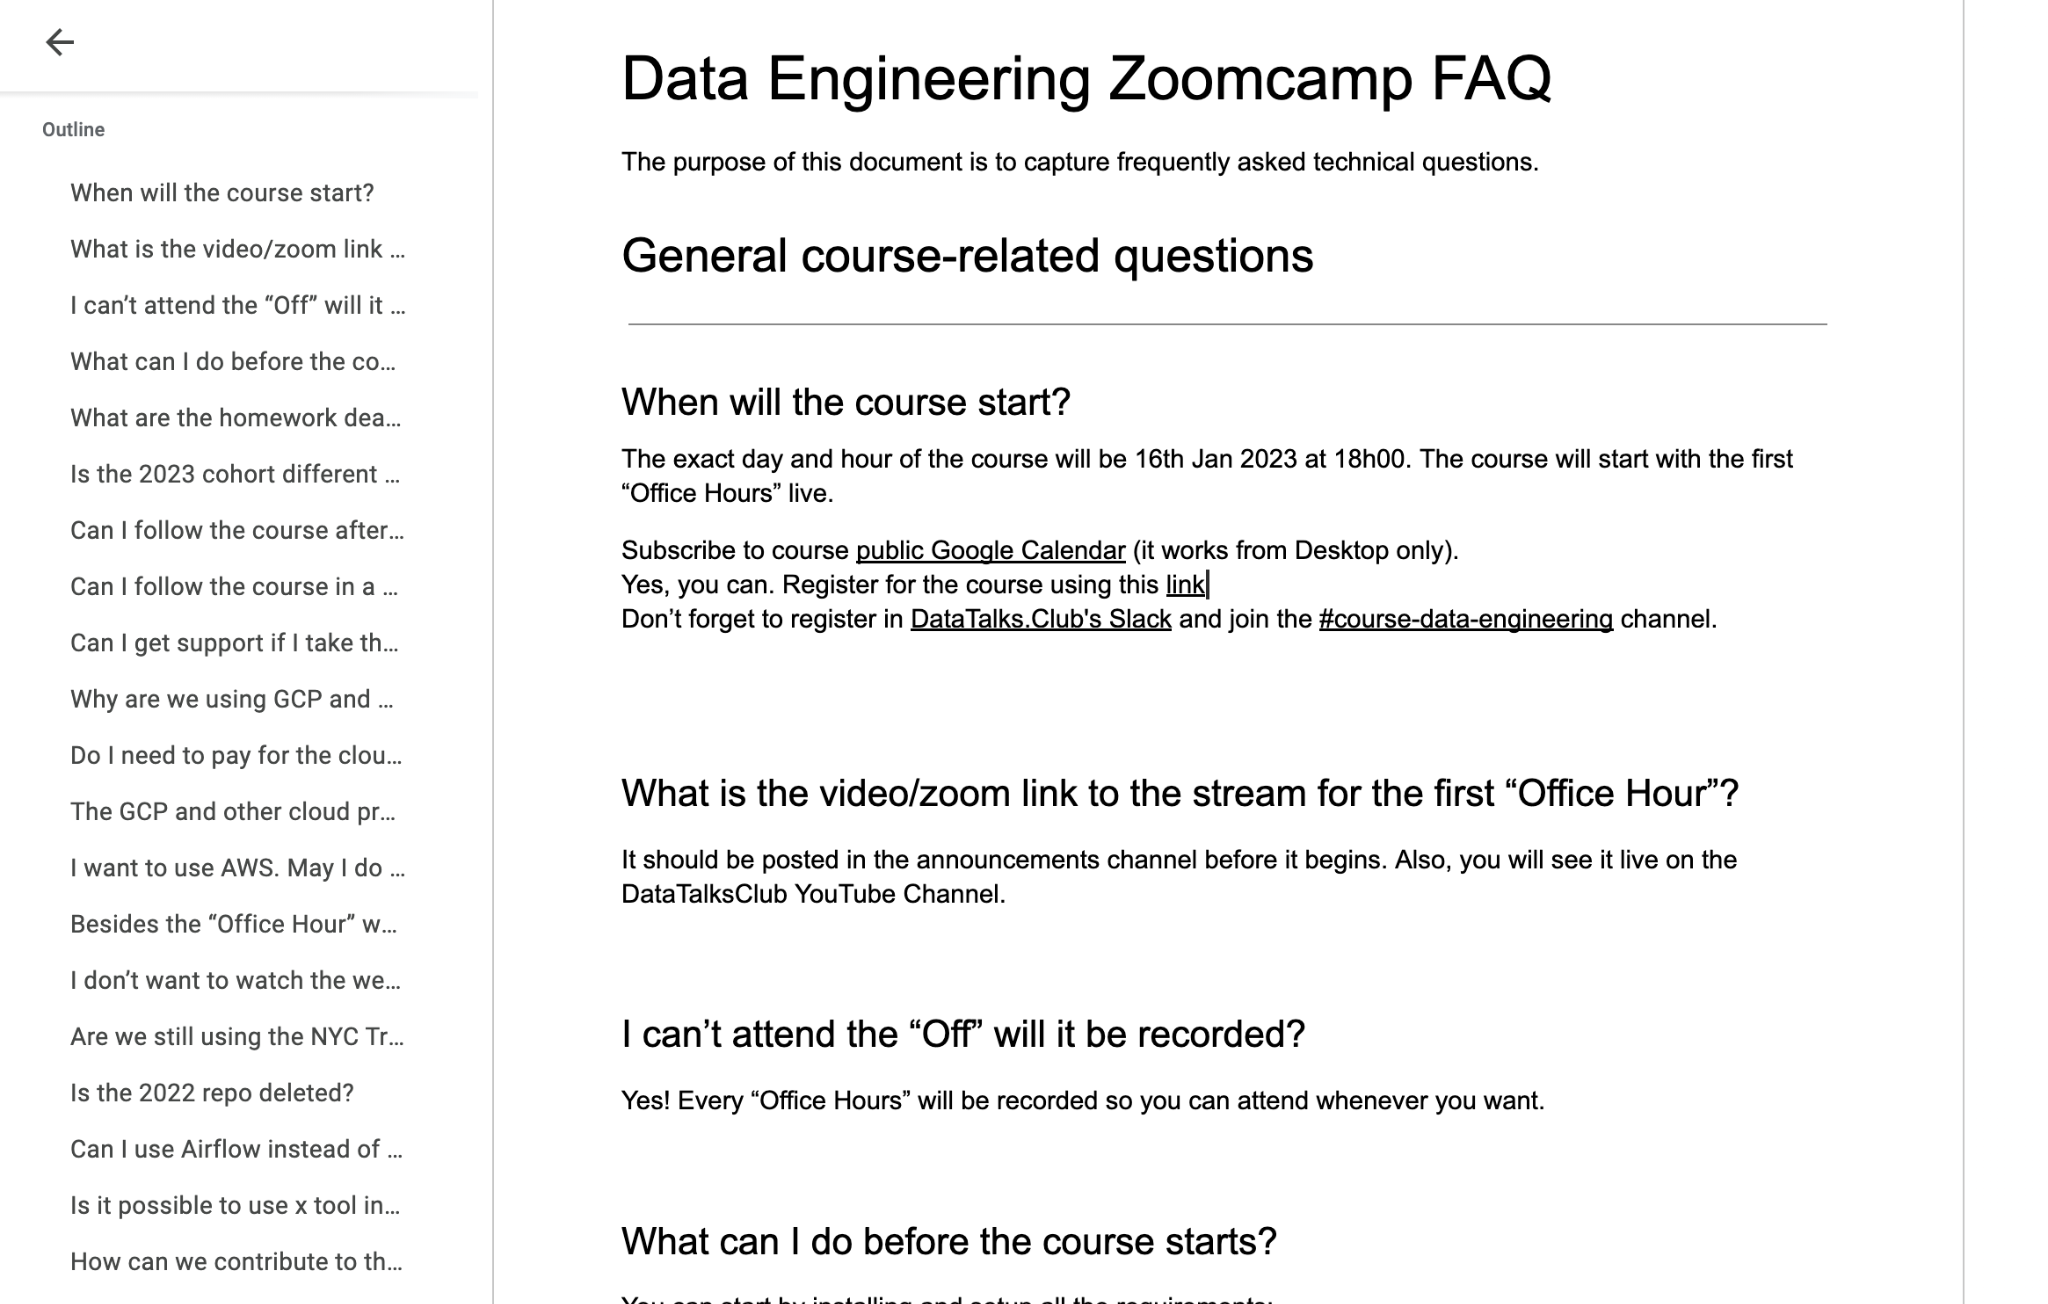 Outline
When will the course start?
What is the video/zoom link ...
I can’t attend the “Off” will it ...
What can I do before the co...
What are the homework dea...
Is the 2023 cohort different ...
Can I follow the course after...
Can I follow the course in a ...
Can I get support if I take th...
Why are we using GCP and ...
Do I need to pay for the clou...
The GCP and other cloud pr...
I want to use AWS. May I do ...
Besides the “Office Hour” w...
I don’t want to watch the we...
Are we still using the NYC Tr...
Is the 2022 repo deleted?
Can I use Airflow instead of ...
Is it possible to use x tool in...
How can we contribute to th...
Data Engineering Zoomcamp FAQ
The purpose of this document is to capture frequently asked technical questions.
General course-related questions
When will the course start?
The exact day and hour of the course will be 16th Jan 2023 at 18h00. The course will start with the first
“Office Hours” live.
Subscribe to course public Google Calendar (it works from Desktop only).
Yes, you can. Register for the course using this link
Don’t forget to register in DataTalks.Club's Slack and join the #course-data-engineering channel.
What is the video/zoom link to the stream for the first “Office Hour”?
It should be posted in the announcements channel before it begins. Also, you will see it live on the
DataTalksClub YouTube Channel.
I can’t attend the “Off” will it be recorded?
Yes! Every “Office Hours” will be recorded so you can attend whenever you want.
What can I do before the course starts?
You can start by installing and setup all the requirements: